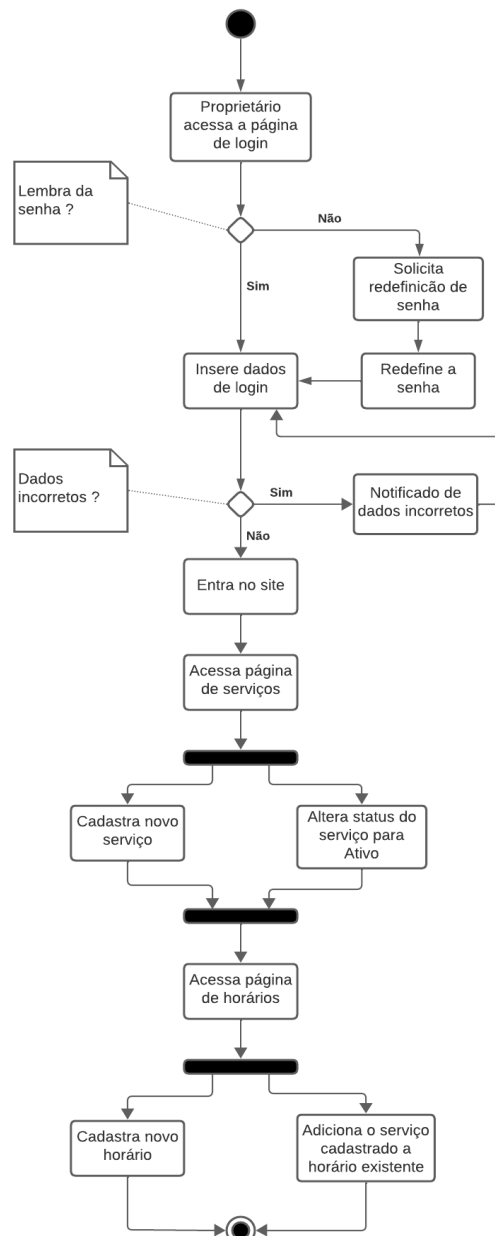 Proprietário
acessa a página
de login
Lembra da
senha ?
Não
Sim
Solicita
redefinicão de
senha
Insere dados
de login
Redefine a
senha
Dados
incorretos ?
Sim
Não
Notificado de
dados incorretos
Entra no site
Acessa página
de serviços
Cadastra novo
serviço
Altera status do
serviço para
Ativo
Acessa página
de horários
Cadastra novo
horário
Adiciona o serviço
cadastrado a
horário existente